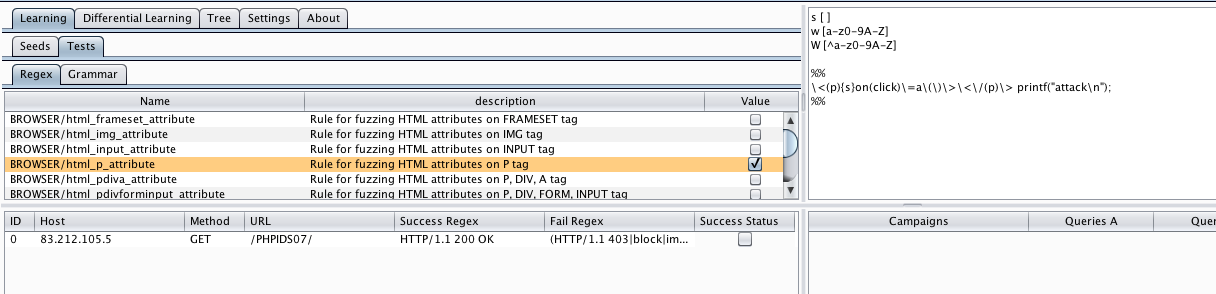 Learning Differential Learning Tree Settings About
Seeds Tests
Regex Grammar
Name description Value
BROWSER/html_frameset_attribute Rule for fuzzing HTML attributes on FRAMESET tag
BROWSER/html_img_attribute Rule for fuzzing HTML attributes on IMG tag
BROWSER/html_input_attribute Rule for fuzzing HTML attributes on INPUT tag
BROWSER/html_p_attribute Rule for fuzzing HTML attributes on P tag
BROWSER/html_pdiva_attribute Rule for fuzzing HTML attributes on P, DIV, A tag
BROWSER/html_pdivforminput_attribute Rule for fuzzing HTML attributes on P, DIV, FORM, INPUT tag
s [ ]
w [a-z0-9A-Z]
W [^a-z0-9A-Z]
%%
\<(p){s}on(click)\=a\(\)\>\<\/(p)\> printf("attack\n");
%%
ID Host Method URL Success Regex Fail Regex Success Status
0 83.212.105.5 GET /PHPIDS07/ HTTP/1.1 200 OK (HTTP/1.1 403|block|im...
Campaigns Queries A